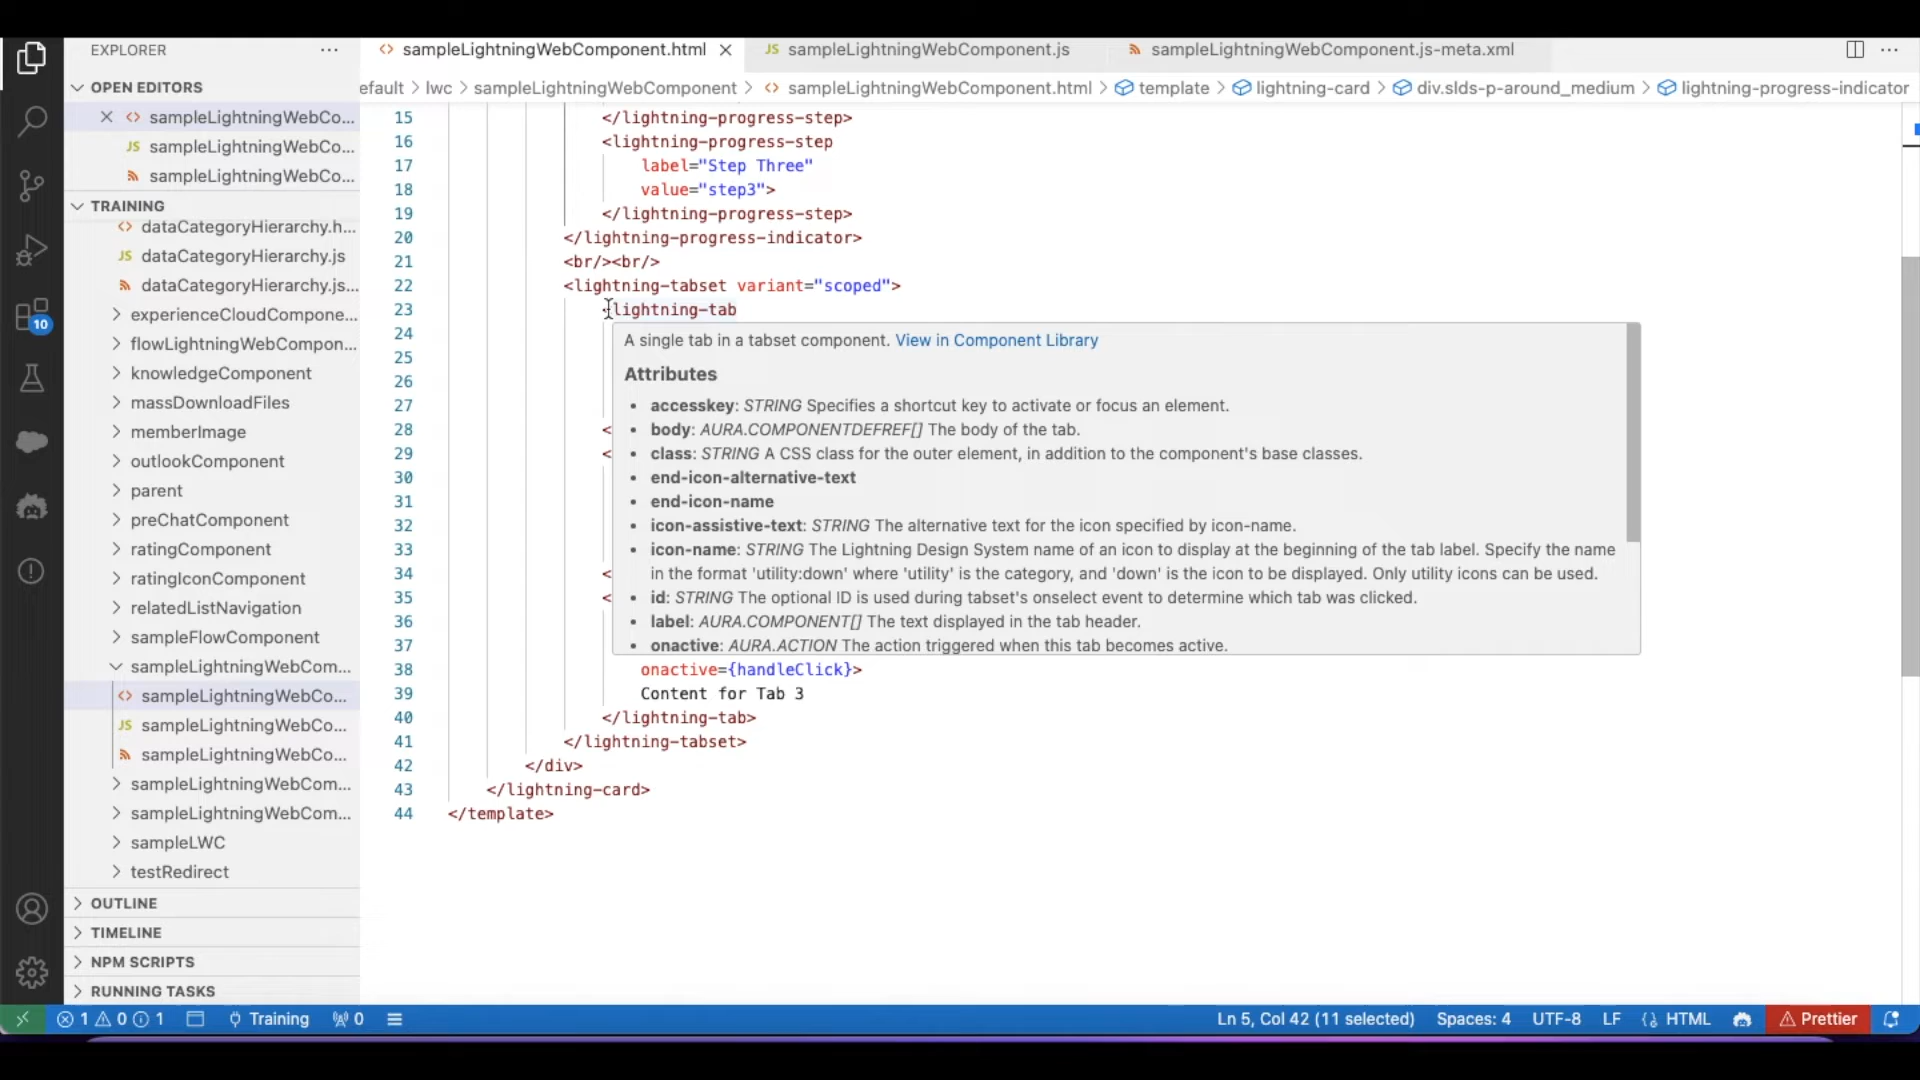 EXPLORER ...
sampleLightningWebComponent.html
sampleLightningWebComponent.js
sampleLightningWebComponent.js-meta.xml
OPEN EDITORS
sampleLightningWebCo...
JS sampleLightningWebCo...
sampleLightningWebCo...
TRAINING
dataCategoryHierarchy.h...
JS dataCategoryHierarchy.js
dataCategoryHierarchy.js...
experienceCloudCompone...
flowLightningWebCompon...
knowledgeComponent
massDownloadFiles
memberImage
outlookComponent
parent
preChatComponent
ratingComponent
ratingIconComponent
relatedListNavigation
sampleFlowComponent
sampleLightningWebCom...
sampleLightningWebCo...
JS sampleLightningWebCo...
sampleLightningWebCo...
sampleLightningWebCom...
sampleLightningWebCom...
sampleLWC
testRedirect
OUTLINE
TIMELINE
NPM SCRIPTS
RUNNING TASKS
10
efault > lwc > sampleLightningWebComponent > <> sampleLightningWebComponent.html > template > lightning-card > div.slds-p-around_medium > lightning-progress-indicator
15 </lightning-progress-step>
16 <lightning-progress-step
17 label="Step Three"
18 value="step3">
19 </lightning-progress-step>
20 </lightning-progress-indicator>
21 <br/><br/>
22 <lightning-tabset variant="scoped">
23 <lightning-tab
24
25
26
27
28 <
29 <
30
31
32
33
34 <
35 <
36
37
A single tab in a tabset component. View in Component Library
Attributes
• accesskey: STRING Specifies a shortcut key to activate or focus an element.
• body: AURA.COMPONENTDEFREF[] The body of the tab.
• class: STRING A CSS class for the outer element, in addition to the component's base classes.
• end-icon-alternative-text
• end-icon-name
• icon-assistive-text: STRING The alternative text for the icon specified by icon-name.
• icon-name: STRING The Lightning Design System name of an icon to display at the beginning of the tab label. Specify the name
in the format 'utility:down' where 'utility' is the category, and 'down' is the icon to be displayed. Only utility icons can be used.
• id: STRING The optional ID is used during tabset's onselect event to determine which tab was clicked.
• label: AURA.COMPONENT[] The text displayed in the tab header.
• onactive: AURA.ACTION The action triggered when this tab becomes active.
38 onactive={handleClick}>
39 Content for Tab 3
40 </lightning-tab>
41 </lightning-tabset>
42 </div>
43 </lightning-card>
44 </template>
1 0 1 Training 0
Ln 5, Col 42 (11 selected) Spaces: 4 UTF-8 LF HTML Prettier